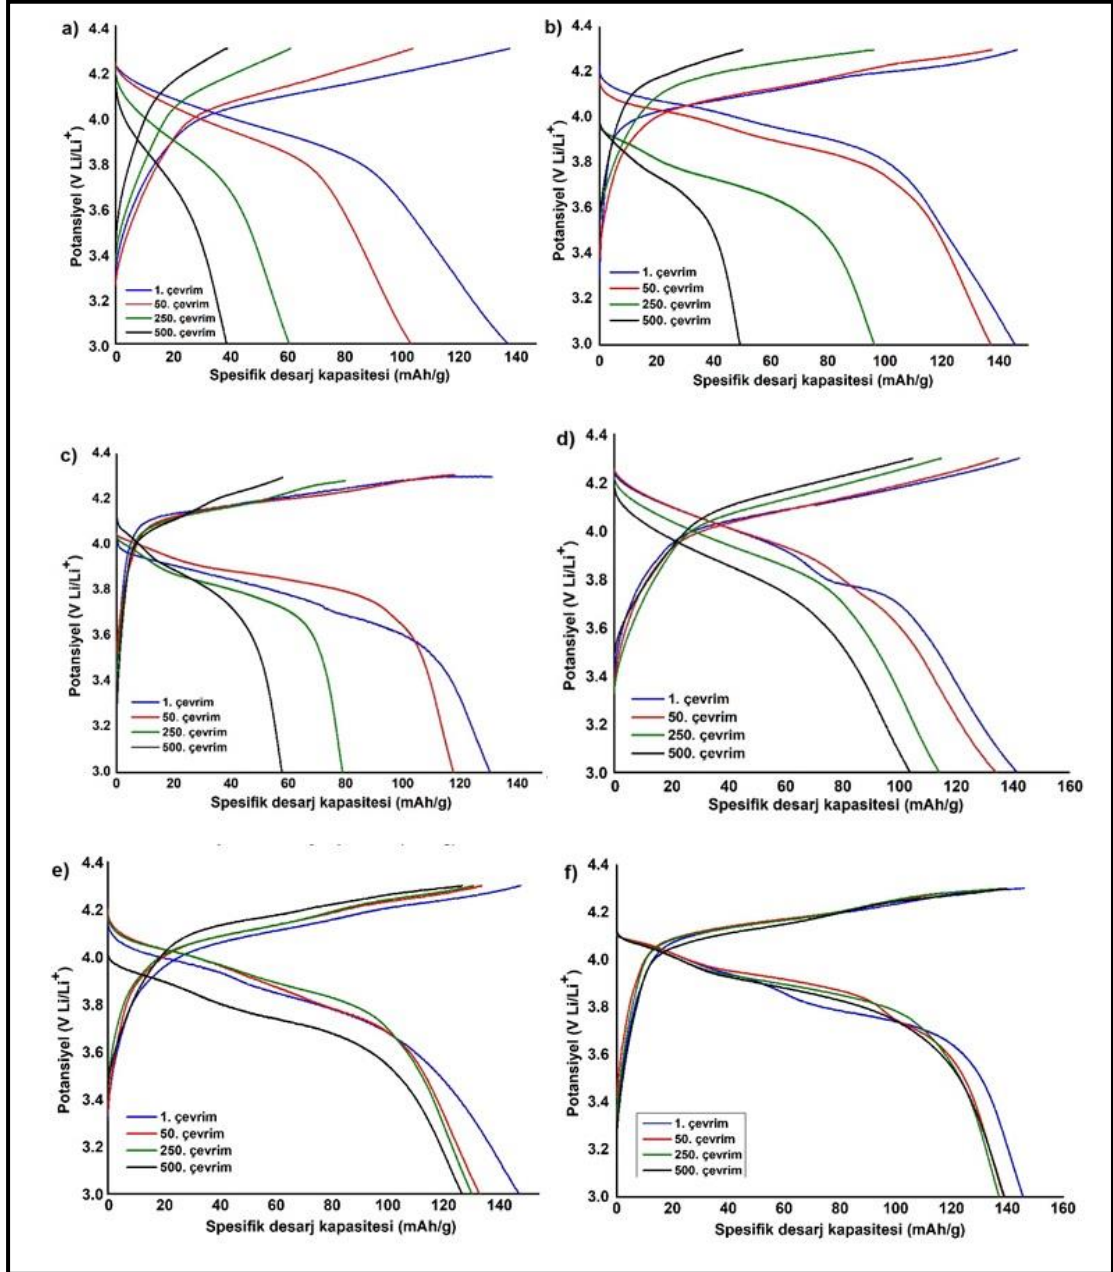 a)
4.4
4.2
4.0
3.8
3.6
3.4
3.2
3.0
Potansiyel (V Li/Li+)
1. çevrim
50. çevrim
250. çevrim
500. çevrim
0 20 40 60 80 100 120 140
Spesifik desarj kapasitesi (mAh/g)
b)
4.4
4.2
4.0
3.8
3.6
3.4
3.2
3.0
Potansiyel (V Li/Li+)
1. çevrim
50. çevrim
250. çevrim
500. çevrim
0 20 40 60 80 100 120 140 160
Spesifik desarj kapasitesi (mAh/g)
c)
4.4
4.2
4.0
3.8
3.6
3.4
3.2
3.0
Potansiyel (V Li/Li+)
1. çevrim
50. çevrim
250. çevrim
500. çevrim
0 20 40 60 80 100 120 140
Spesifik desarj kapasitesi (mAh/g)
d)
4.4
4.2
4.0
3.8
3.6
3.4
3.2
3.0
Potansiyel (V Li/Li+)
1. çevrim
50. çevrim
250. çevrim
500. çevrim
0 20 40 60 80 100 120 140 160
Spesifik desarj kapasitesi (mAh/g)
e)
4.4
4.2
4.0
3.8
3.6
3.4
3.2
3.0
Potansiyel (V Li/Li+)
1. çevrim
50. çevrim
250. çevrim
500. çevrim
0 20 40 60 80 100 120 140
Spesifik desarj kapasitesi (mAh/g)
f)
4.4
4.2
4.0
3.8
3.6
3.4
3.2
3.0
Potansiyel (V Li/Li+)
1. çevrim
50. çevrim
250. çevrim
500. çevrim
0 20 40 60 80 100 120 140 160
Spesifik desarj kapasitesi (mAh/g)